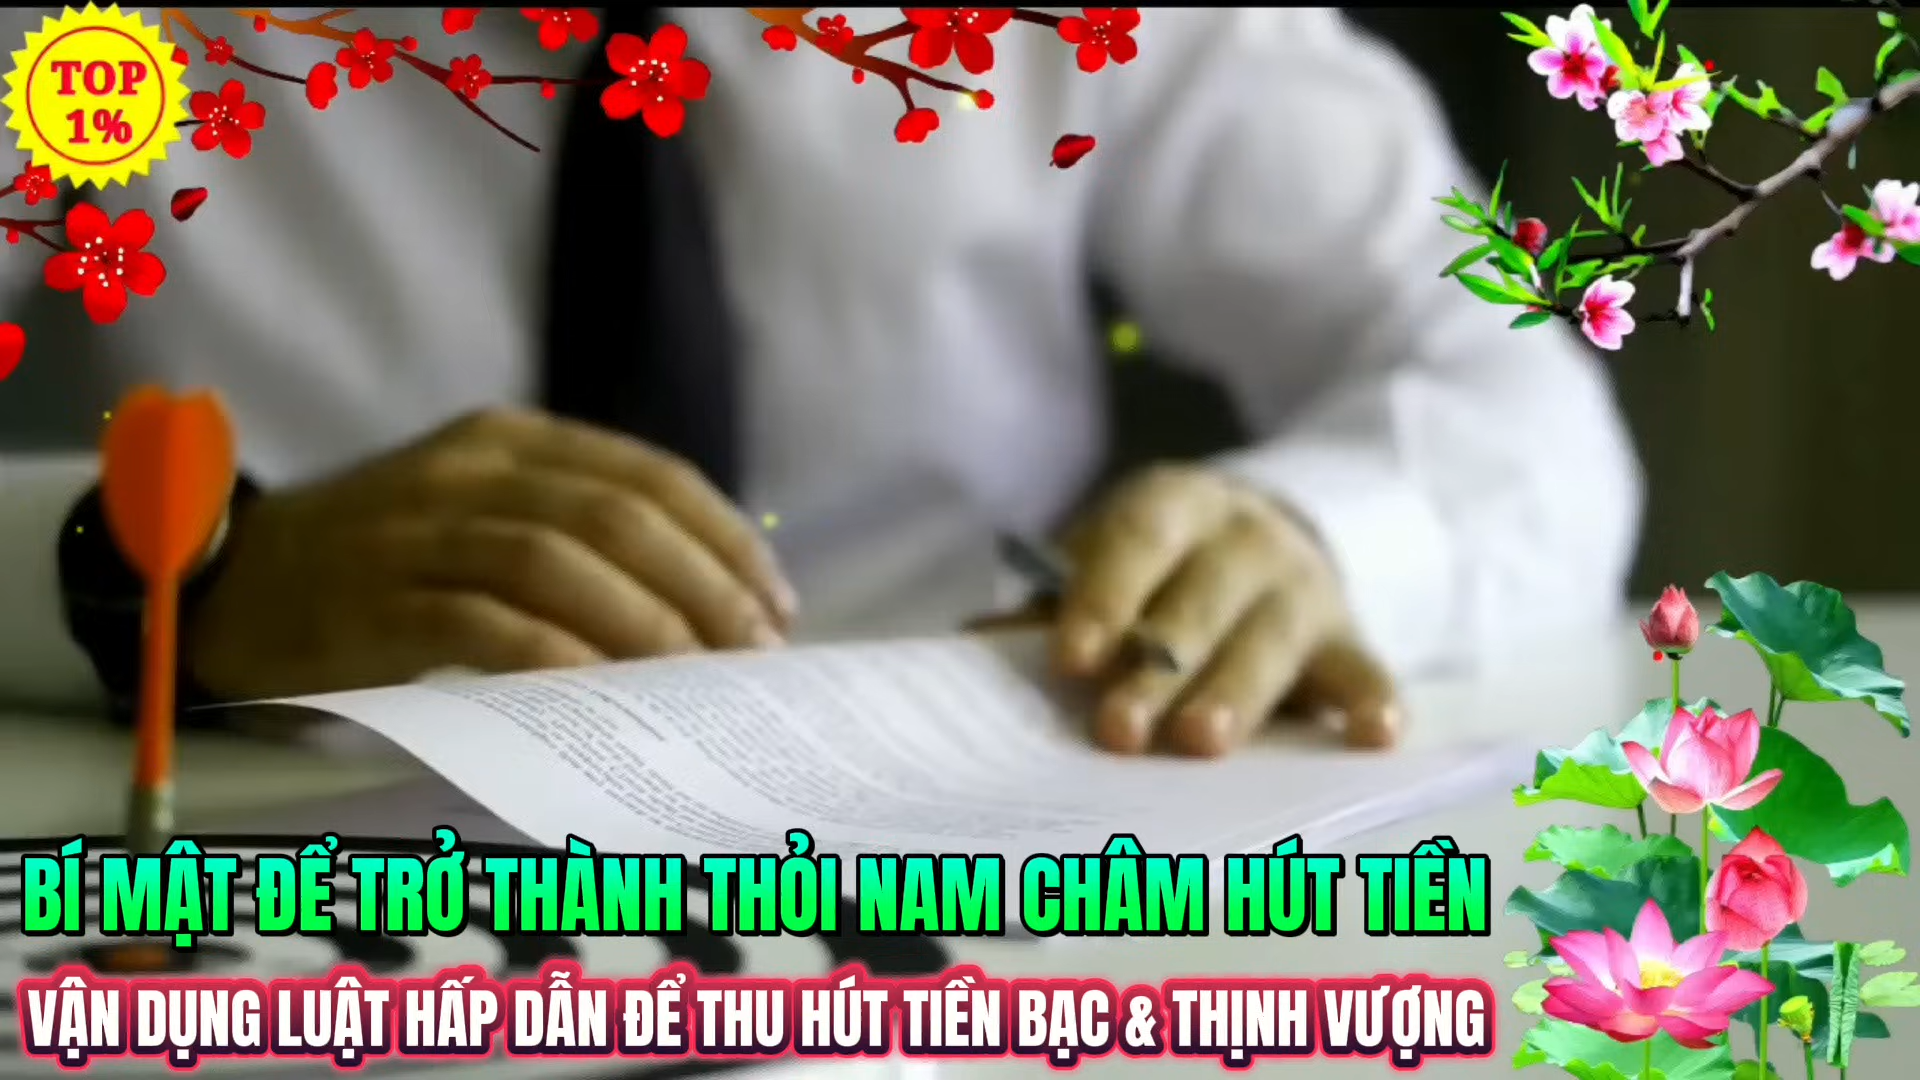 TOP
1%
BÍ MẬT ĐỂ TRỞ THÀNH THỎI NAM CHÂM HÚT TIỀN
VẬN DỤNG LUẬT HẤP DẪN ĐỂ THU HÚT TIỀN BẠC & THỊNH VƯỢNG